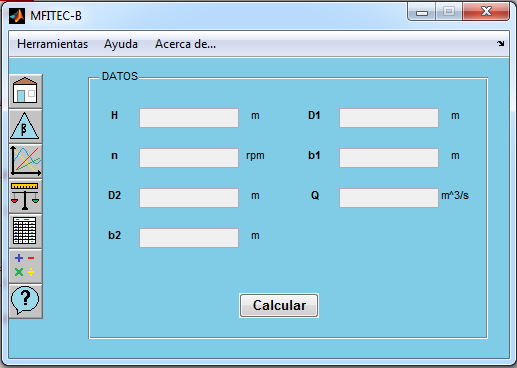 MFITEC-B
Herramientas Ayuda Acerca de...
DATOS
H m D1 m
n rpm b1 m
D2 m Q m^3/s
b2 m
β
Calcular
?